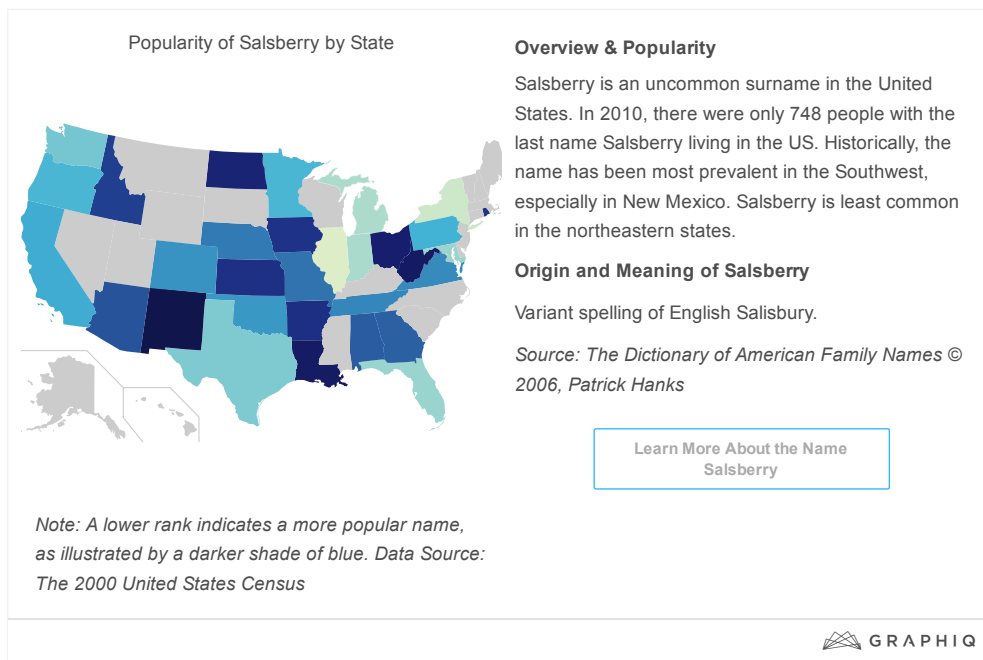 Popularity of Salsberry by State
Overview & Popularity
Salsberry is an uncommon surname in the United
States. In 2010, there were only 748 people with the
last name Salsberry living in the US. Historically, the
name has been most prevalent in the Southwest,
especially in New Mexico. Salsberry is least common
in the northeastern states.
Origin and Meaning of Salsberry
Variant spelling of English Salisbury.
Source: The Dictionary of American Family Names ©
2006, Patrick Hanks
Learn More About the Name
Salsberry
Note: A lower rank indicates a more popular name,
as illustrated by a darker shade of blue. Data Source:
The 2000 United States Census
GRAPHIQ